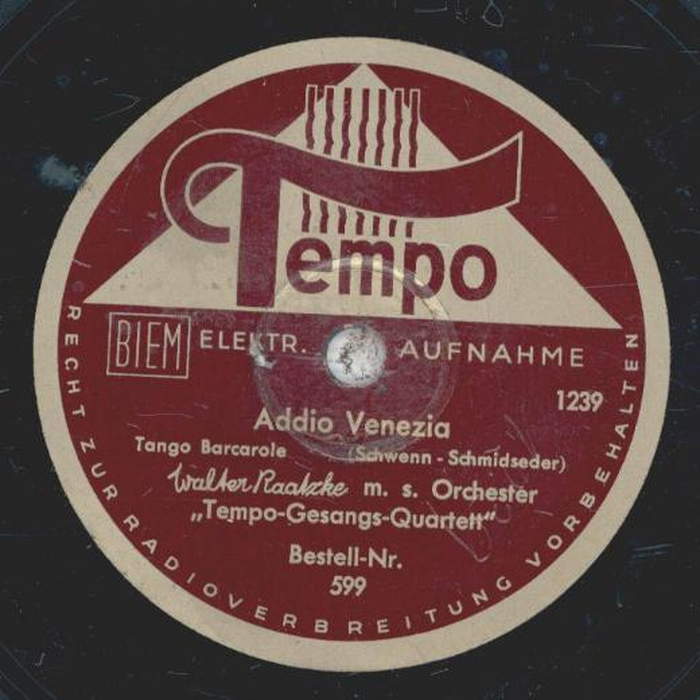 Tempo
BIEM ELEKTR. AUFNAHME
1239
Addio Venezia
Tango Barcarole (Schwenn - Schmidseder)
Walter Raatzke m. s. Orchester
„Tempo-Gesangs-Quartett“
Bestell-Nr.
599
RECHT ZUR RADIOVERBREITUNG VORBEHALTEN